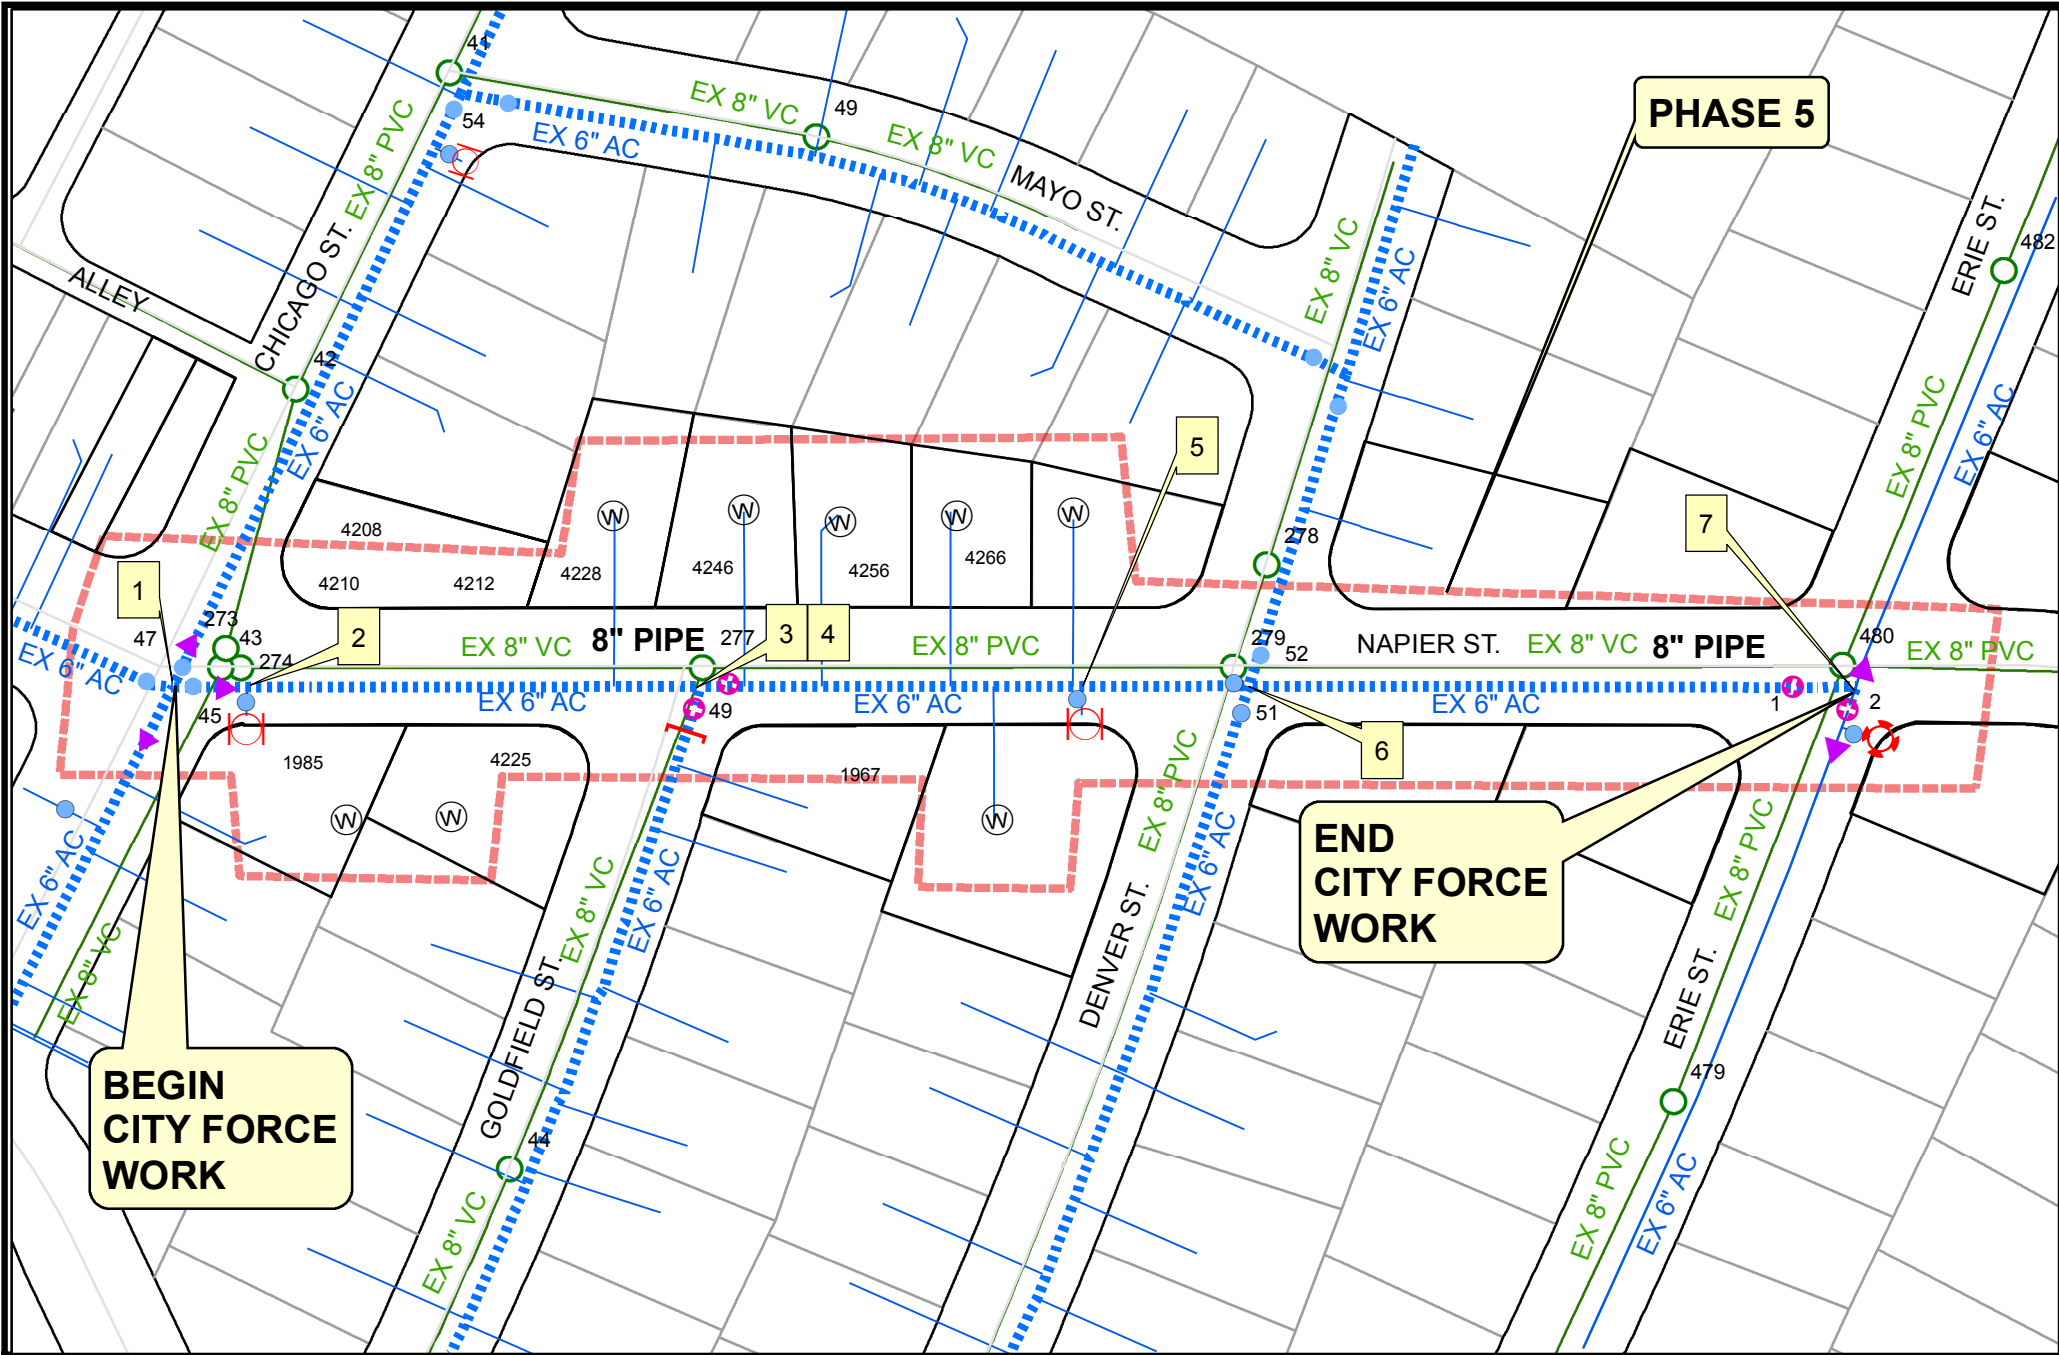 41
EX 8" VC
49
PHASE 5
54
EX 6" AC
EX 8" VC
EX 8" PVC
MAYO ST.
ERIE ST.
482
CHICAGO ST.
EX 8" VC
EX 6" AC
ALLEY
42
EX 6" AC
EX 8" PVC
EX 8" PVC
EX 6" AC
5
7
4208
W
W
W
W
W
278
4210
4212
4228
4246
4256
4266
1
273
47
43
274
2
EX 8" VC
8" PIPE
277
3
4
EX 8" PVC
279
52
NAPIER ST.
EX 8" VC
8" PIPE
480
EX 8" PVC
EX 6" AC
45
EX 6" AC
49
EX 6" AC
51
EX 6" AC
1
2
6
1985
4225
1967
W
W
W
EX 8" PVC
EX 6" AC
EX 8" VC
EX 8" VC
EX 6" AC
EX 6" AC
END
CITY FORCE
WORK
EX 8" PVC
GOLDFIELD ST.
DENVER ST.
ERIE ST.
BEGIN
CITY FORCE
WORK
479
44
EX 8" VC
EX 8" PVC
EX 6" AC